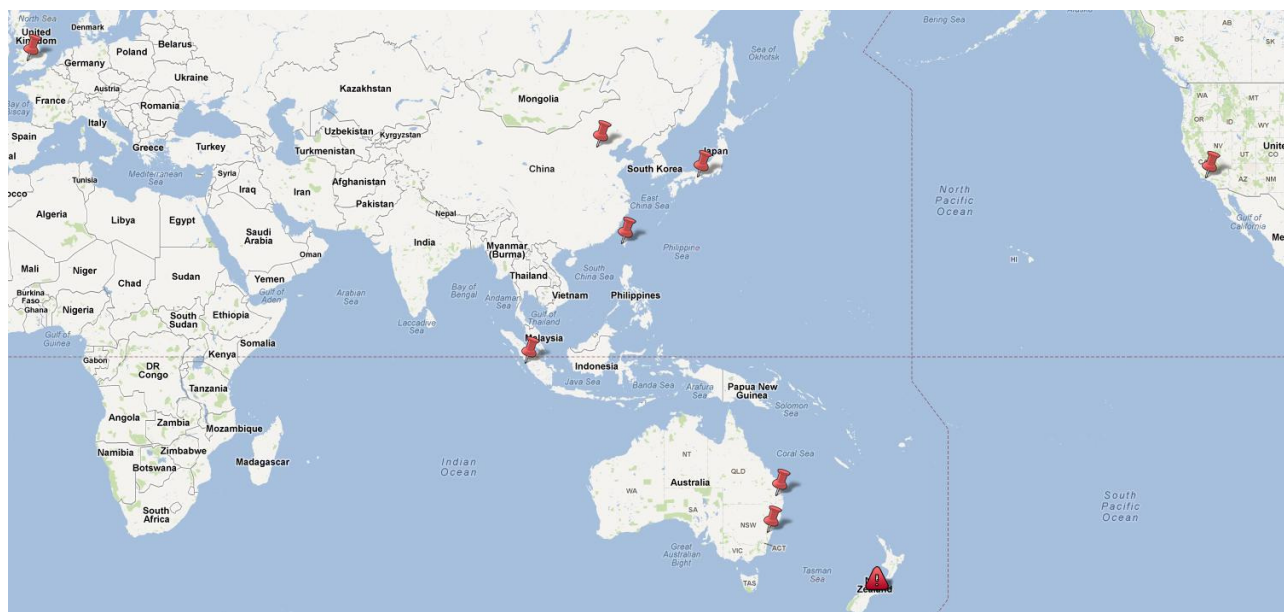 North Sea
United
Kingdom
Denmark
Belarus
Poland
Germany
Ukraine
Austria
France
Romania
Bay of
Biscay
Italy
Spain
Greece
Turkey
Mediterranean
Sea
Tunisia
Syria
Iraq
Iran
Algeria
Libya
Egypt
Saudi
Arabia
Oman
Yemen
Gulf of
Aden
Mali
Niger
Chad
Sudan
Burkina
Faso
Ghana
Nigeria
South
Sudan
Ethiopia
Somalia
Gulf of
Guinea
Gabon
DR
Congo
Kenya
Tanzania
Angola
Zambia
Mozambique
Zimbabwe
Namibia
Botswana
Madagascar
South
Africa
Kazakhstan
Uzbekistan
Kyrgyzstan
Turkmenistan
Afghanistan
Pakistan
Nepal
India
Arabian
Sea
Laccadive
Sea
Bay of
Bengal
Andaman
Sea
Mongolia
China
South Korea
Japan
Sea of
Okhotsk
East
China Sea
Philippine
Sea
Myanmar
(Burma)
Thailand
South
China Sea
Vietnam
Philippines
Gulf of
Thailand
Malaysia
Indonesia
Java Sea
Banda Sea
Arafura
Sea
Papua New
Guinea
Solomon
Sea
Coral Sea
Indian
Ocean
NT
QLD
Australia
WA
SA
NSW
VIC
ACT
TAS
Great
Australian
Bight
Tasman
Sea
Zealand
Bering Sea
North
Pacific
Ocean
HI
South
Pacific
Ocean
AB
BC
SK
WA
MT
OR
ID
WY
NV
UT
CO
AZ
NM
Gulf of
California